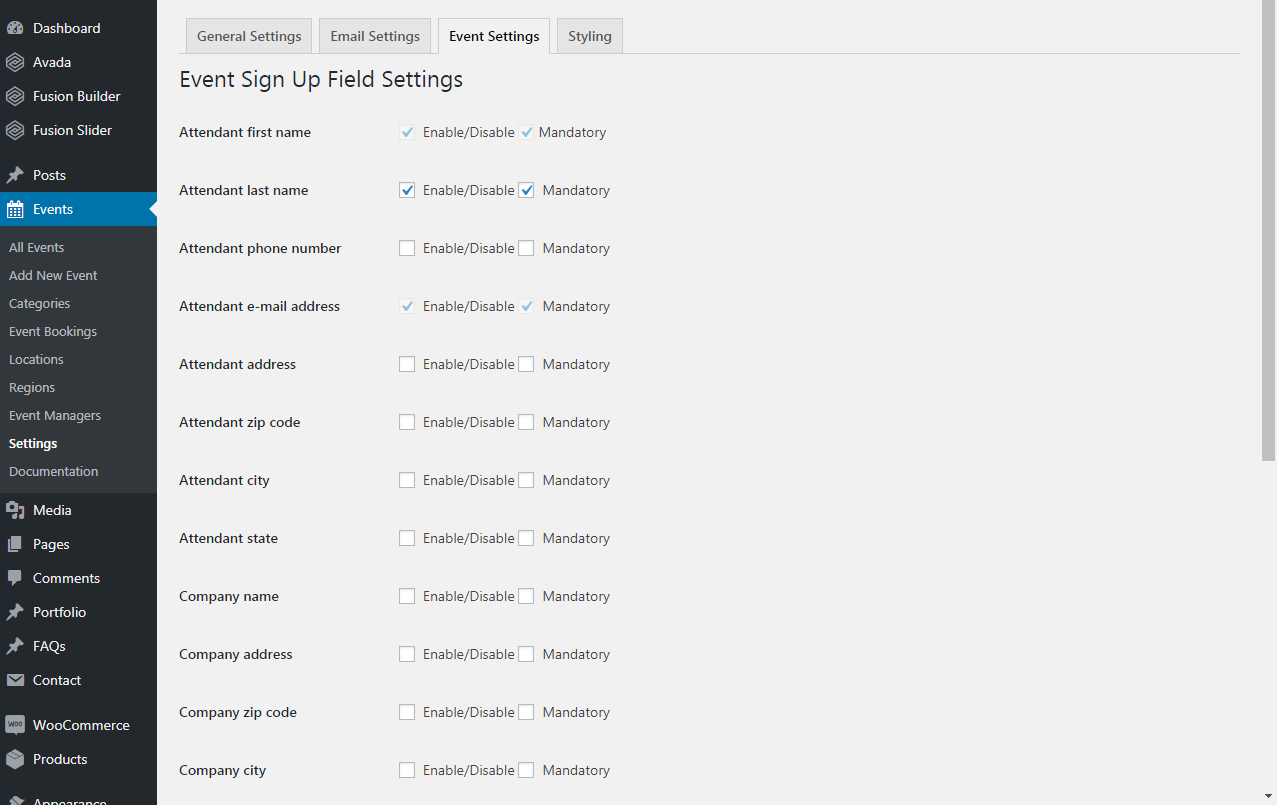 Dashboard
Avada
Fusion Builder
Fusion Slider
Posts
Events
All Events
Add New Event
Categories
Event Bookings
Locations
Regions
Event Managers
Settings
Documentation
Media
Pages
Comments
Portfolio
FAQs
Contact
WOO WooCommerce
Products
Appearance
General Settings Email Settings Event Settings Styling
Event Sign Up Field Settings
Attendant first name Enable/Disable Mandatory
Attendant last name Enable/Disable Mandatory
Attendant phone number Enable/Disable Mandatory
Attendant e-mail address Enable/Disable Mandatory
Attendant address Enable/Disable Mandatory
Attendant zip code Enable/Disable Mandatory
Attendant city Enable/Disable Mandatory
Attendant state Enable/Disable Mandatory
Company name Enable/Disable Mandatory
Company address Enable/Disable Mandatory
Company zip code Enable/Disable Mandatory
Company city Enable/Disable Mandatory